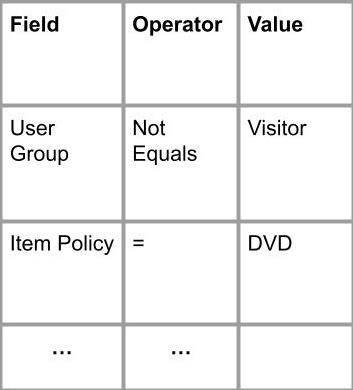 Field Operator Value
User Group Not Equals Visitor
Item Policy = DVD
... ...